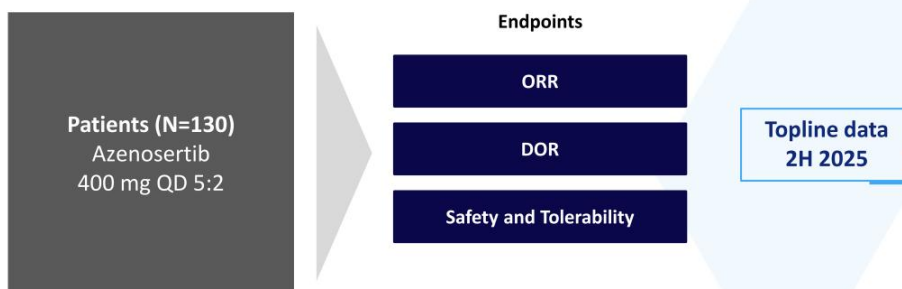 Patients (N=130)
Azenosertib
400 mg QD 5:2
Endpoints
ORR
DOR
Safety and Tolerability
Topline data
2H 2025